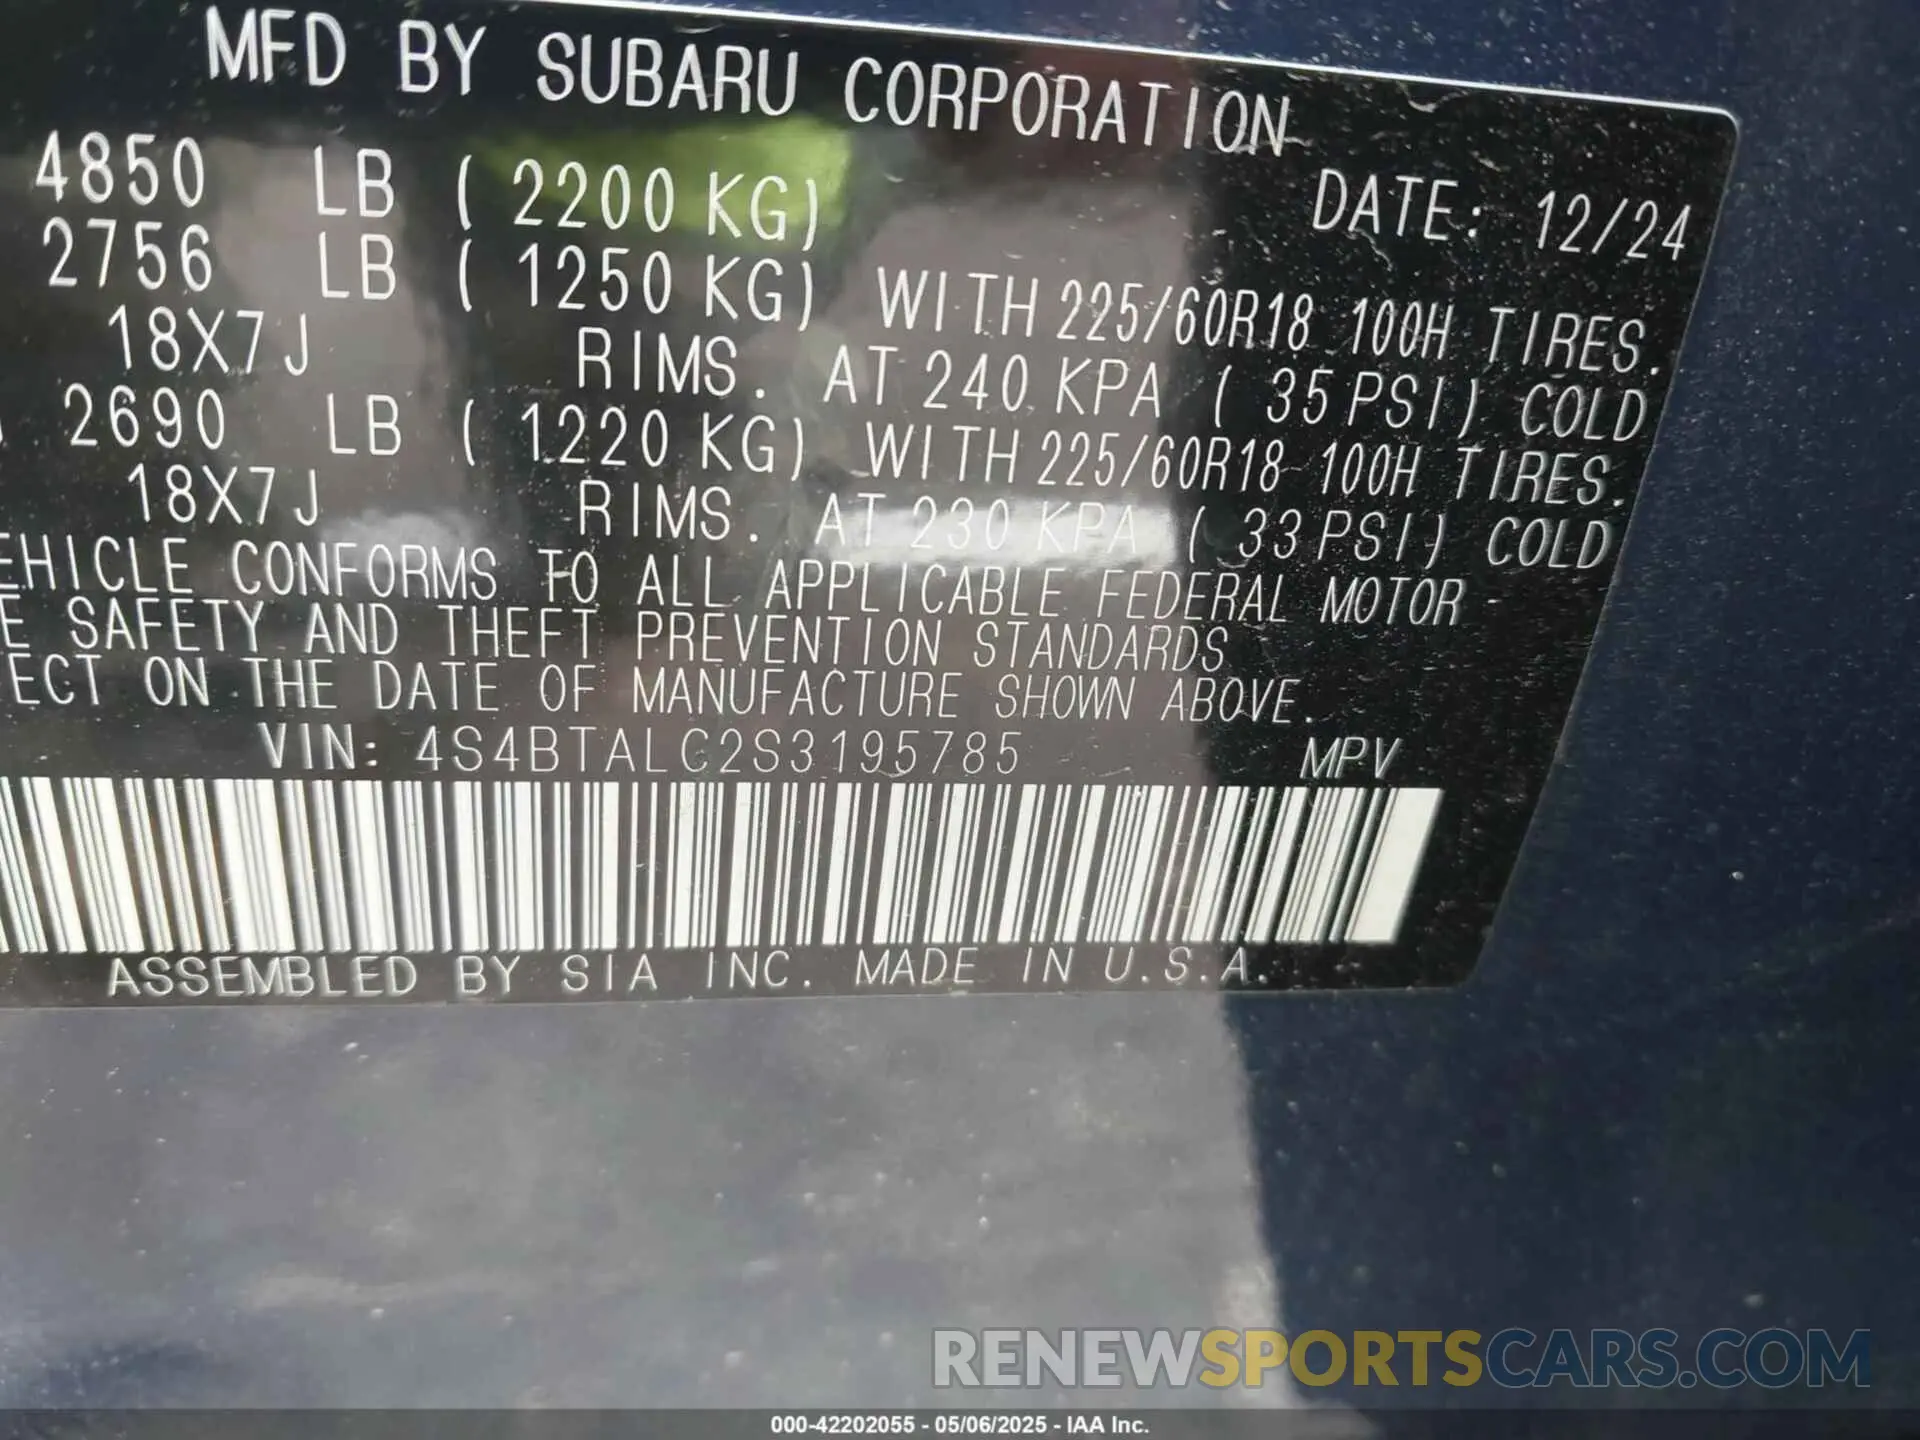 MFD BY SUBARU CORPORATION
4850 LB ( 2200 KG) DATE: 12/24
2756 LB ( 1250 KG) WITH 225/60R18 100H TIRES.
18X7J RIMS. AT 240 KPA ( 35 PSI) COLD
2690 LB ( 1220 KG) WITH 225/60R18 100H TIRES.
18X7J RIMS. AT 230 KPA ( 33 PSI) COLD
EHICLE CONFORMS TO ALL APPLICABLE FEDERAL MOTOR
E SAFETY AND THEFT PREVENTION STANDARDS
ECT ON THE DATE OF MANUFACTURE SHOWN ABOVE.
VIN: 4S4BTALC2S3195785 MPV
ASSEMBLED BY SIA INC. MADE IN U.S.A.
RENEWSPORTSCARS.COM
000-42202055 - 05/06/2025 - IAA Inc.